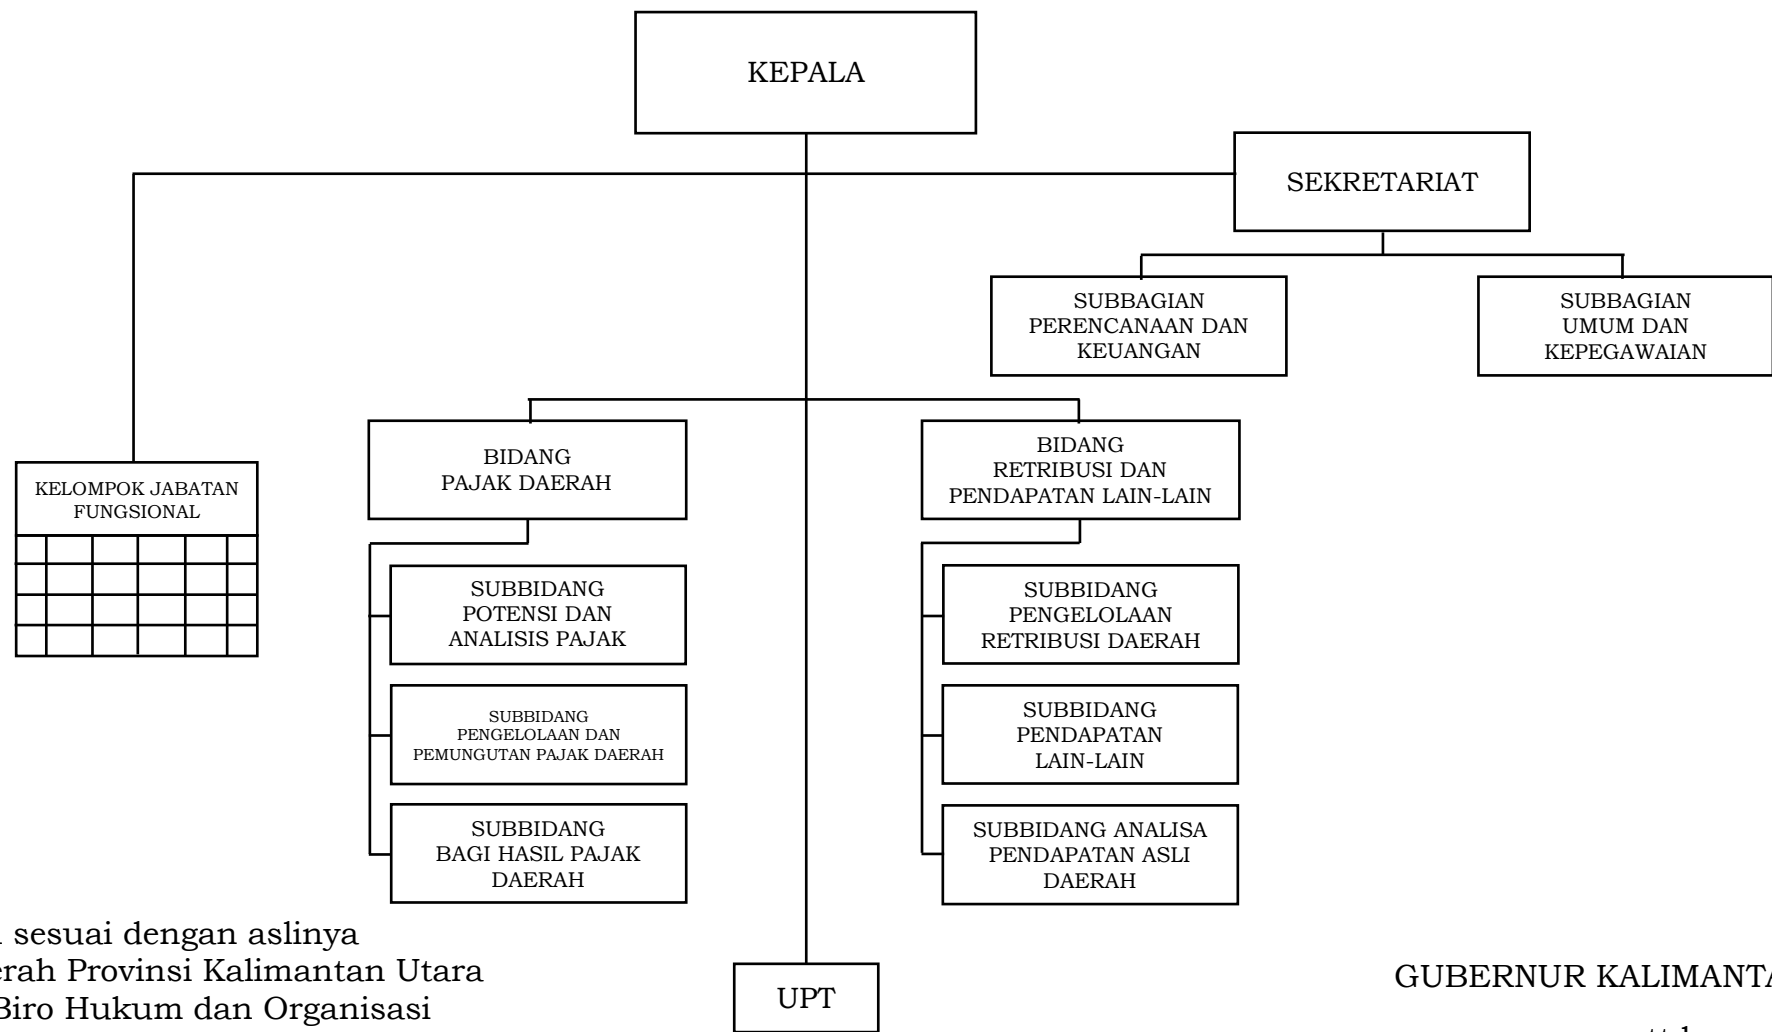 KEPALA
SEKRETARIAT
SUBBAGIAN
PERENCANAAN DAN
KEUANGAN
SUBBAGIAN
UMUM DAN
KEPEGAWAIAN
KELOMPOK JABATAN
FUNGSIONAL
BIDANG
PAJAK DAERAH
SUBBIDANG
POTENSI DAN
ANALISIS PAJAK
SUBBIDANG
PENGELOLAAN DAN
PEMUNGUTAN PAJAK DAERAH
SUBBIDANG
BAGI HASIL PAJAK
DAERAH
BIDANG
RETRIBUSI DAN
PENDAPATAN LAIN-LAIN
SUBBIDANG
PENGELOLAAN
RETRIBUSI DAERAH
SUBBIDANG
PENDAPATAN
LAIN-LAIN
SUBBIDANG ANALISA
PENDAPATAN ASLI
DAERAH
UPT
sesuai dengan aslinya
Provinsi Kalimantan Utara
Biro Hukum dan Organisasi
GUBERNUR